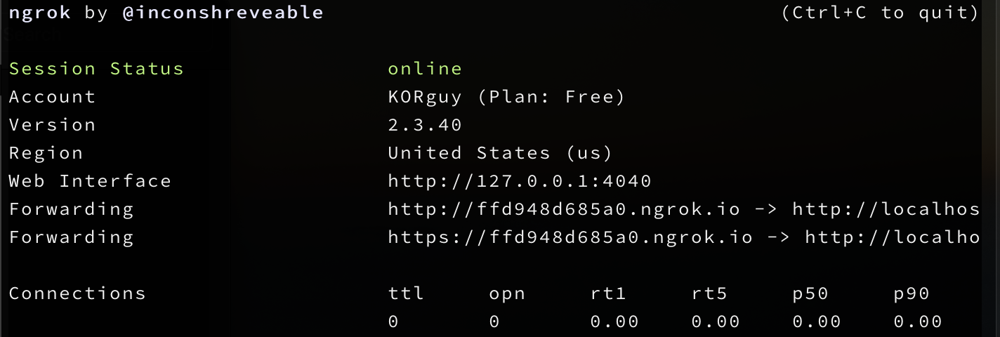 ngrok by @inconshreveable (Ctrl+C to quit)
Session Status online
Account KORguy (Plan: Free)
Version 2.3.40
Region United States (us)
Web Interface http://127.0.0.1:4040
Forwarding http://ffd948d685a0.ngrok.io -> http://localhos
Forwarding https://ffd948d685a0.ngrok.io -> http://localho
Connections ttl opn rt1 rt5 p50 p90
0 0 0.00 0.00 0.00 0.00